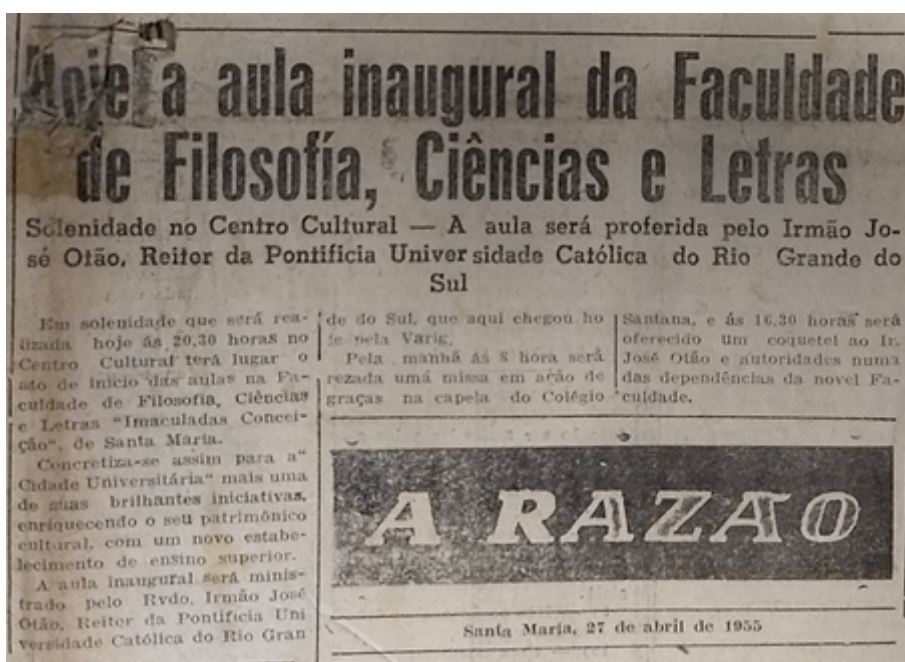 Hoje a aula inaugural da Faculdade
de Filosofía, Ciências e Letras
Solenidade no Centro Cultural — A aula será proferida pelo Irmão Jo-
sé Otão, Reitor da Pontificia Univer sidade Católica do Rio Grande do
Sul
Em solenidade que será rea-
lizada hoje ás 20,30 horas no
Centro Cultural terá lugar o
ato de inicio das aulas na Fa-
culdade de Filosofia, Ciências
e Letras "Imaculadas Concei-
ção", de Santa Maria.
Concretiza-se assim para a"
Cidade Universitária" mais uma
de suas brilhantes iniciativas,
enriquecendo o seu patrimônico
cultural, com um novo estabe-
lecimento de ensino superior.
A aula inaugural será minis-
trado pelo Rvdo. Irmão José
Otão, Reitor da Pontificia Uni
versidade Católica do Rio Gran
de do Sul, que aqui chegou ho
je pela Varig.
Pela manhã ás 8 hora será
rezada umá missa em ação de
graças na capela do Colégio
Santana, e ás 16,30 horas será
oferecido um coquetel ao Ir.
José Otão e autoridades numa
das dependências da novel Fa-
culdade.
A RAZÃO
Santa Maria, 27 de abril de 1955